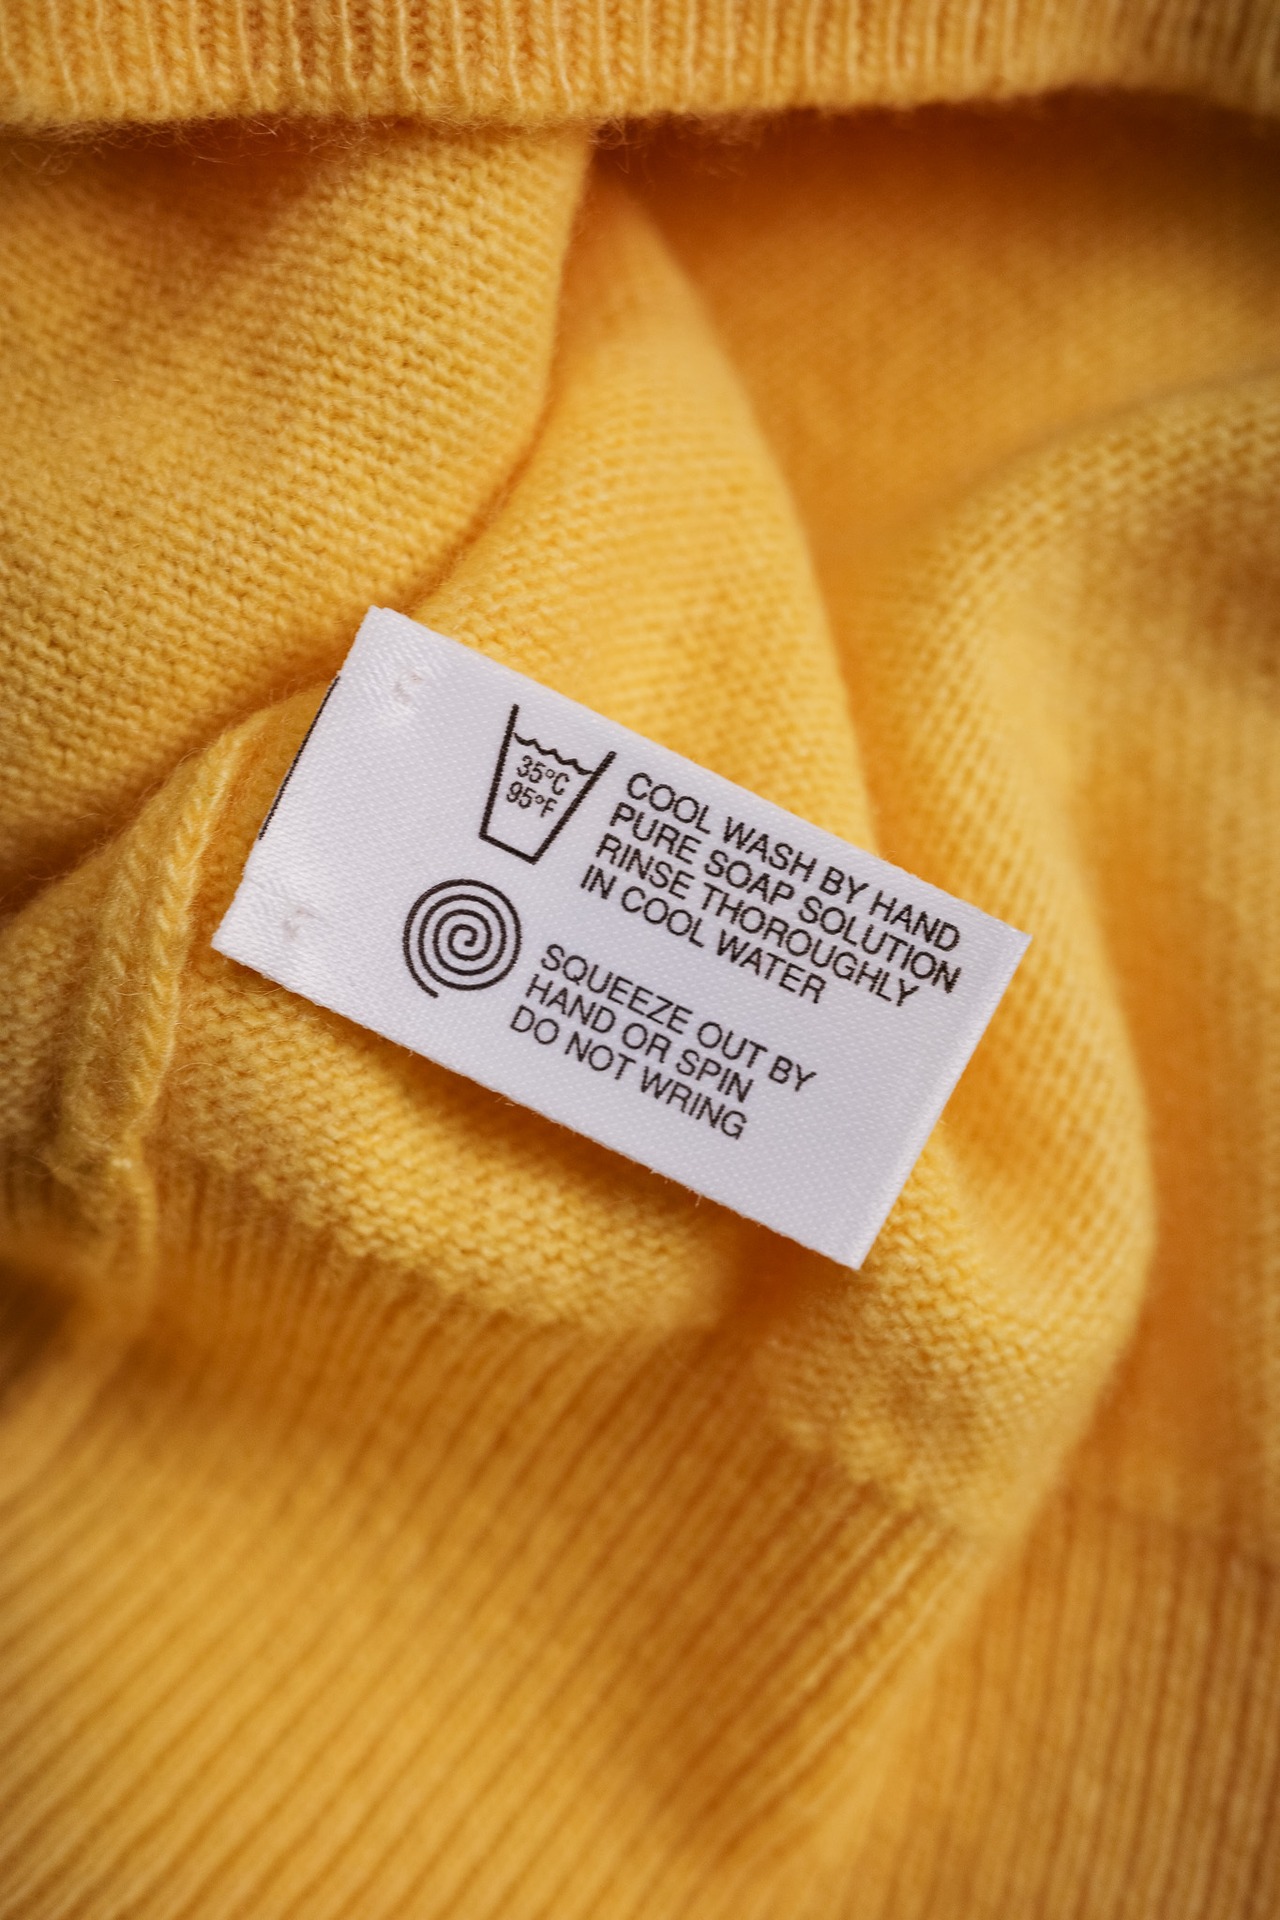 35°C
95°F
COOL WASH BY HAND
PURE SOAP SOLUTION
RINSE THOROUGHLY
IN COOL WATER
SQUEEZE OUT BY
HAND OR SPIN
DO NOT WRING